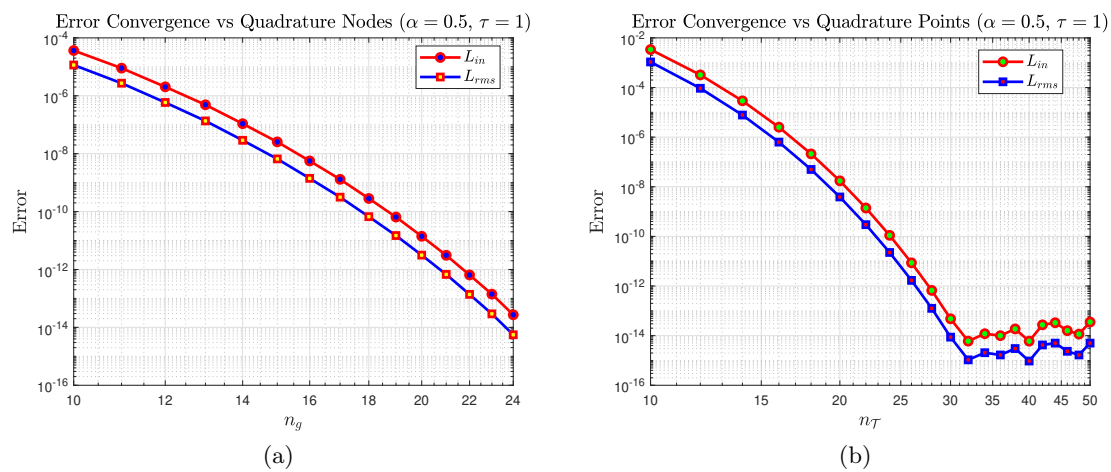 Error Convergence vs Quadrature Nodes (α = 0.5, τ = 1)
10^-4
10^-6
10^-8
10^-10
10^-12
10^-14
10^-16
Error
L_in
L_rms
10 12 14 16 18 20 22 24
n_g
(a)
Error Convergence vs Quadrature Points (α = 0.5, τ = 1)
10^-2
10^-4
10^-6
10^-8
10^-10
10^-12
10^-14
10^-16
Error
L_in
L_rms
10 15 20 25 30 35 40 45 50
n_𝒯
(b)